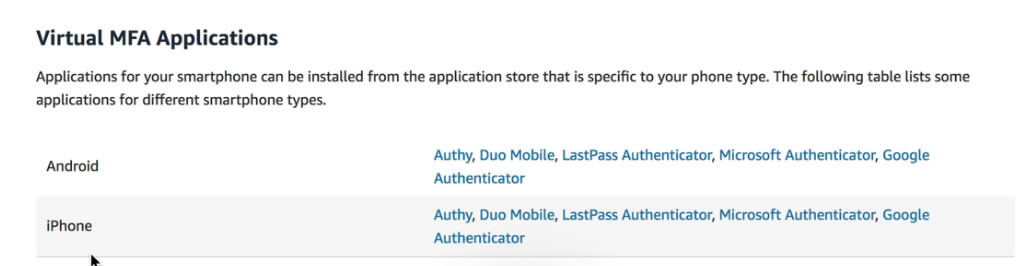 Virtual MFA Applications
Applications for your smartphone can be installed from the application store that is specific to your phone type. The following table lists some
applications for different smartphone types.
Android
Authy, Duo Mobile, LastPass Authenticator, Microsoft Authenticator, Google
Authenticator
iPhone
Authy, Duo Mobile, LastPass Authenticator, Microsoft Authenticator, Google
Authenticator